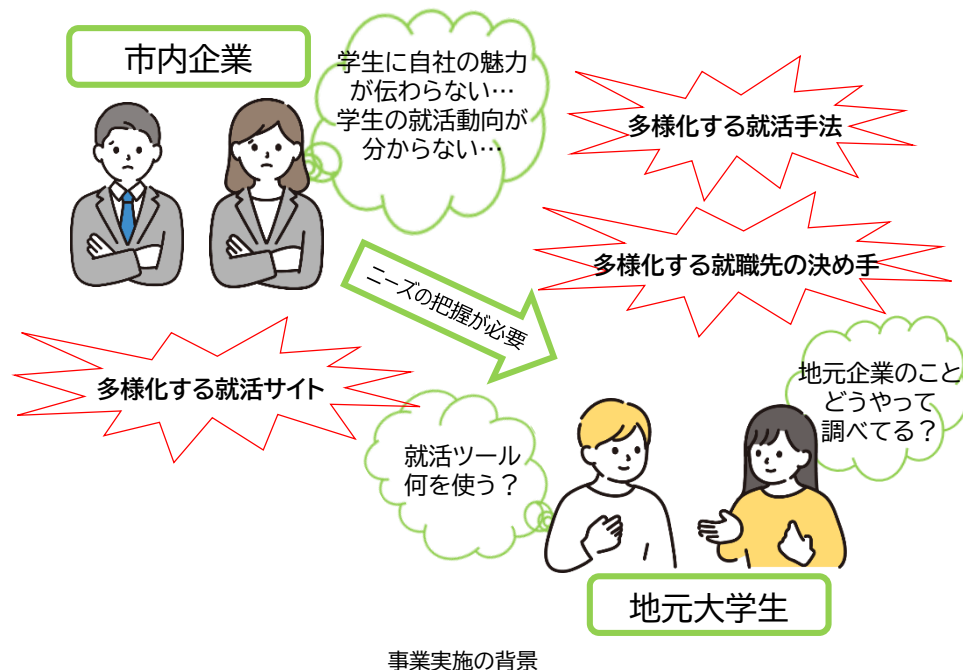 市内企業
学生に自社の魅力
が伝わらない…
学生の就活動向が
分からない…
多様化する就活手法
多様化する就職先の決め手
ニーズの把握が必要
多様化する就活サイト
地元企業のこと
どうやって
調べてる？
就活ツール
何を使う？
地元大学生
事業実施の背景